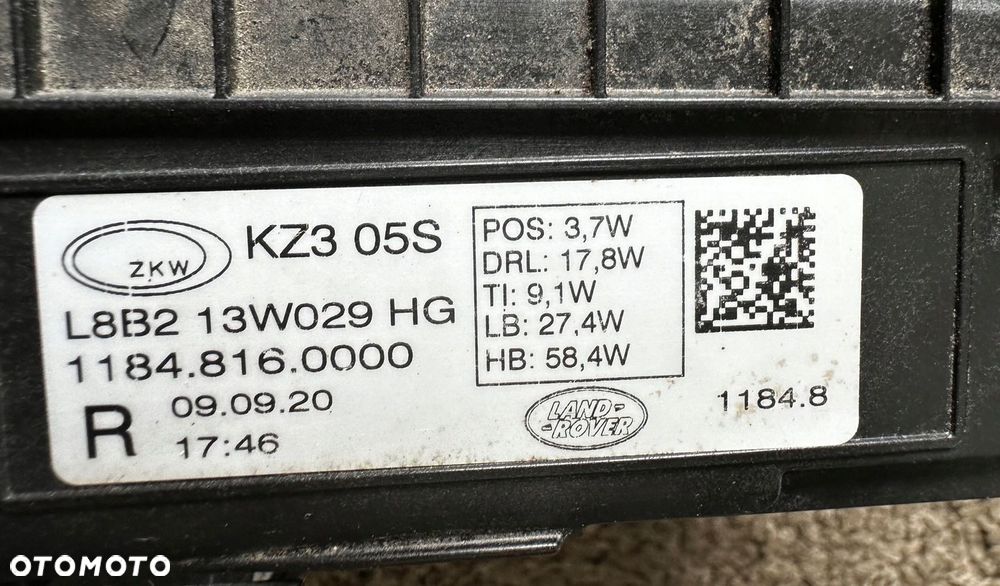 ZKW
KZ3 05S
L8B2 13W029 HG
1184.816.0000
R
09.09.20
17:46
POS: 3,7W
DRL: 17,8W
TI: 9,1W
LB: 27,4W
HB: 58,4W
LAND-
-ROVER
1184.8
OTOMOTO